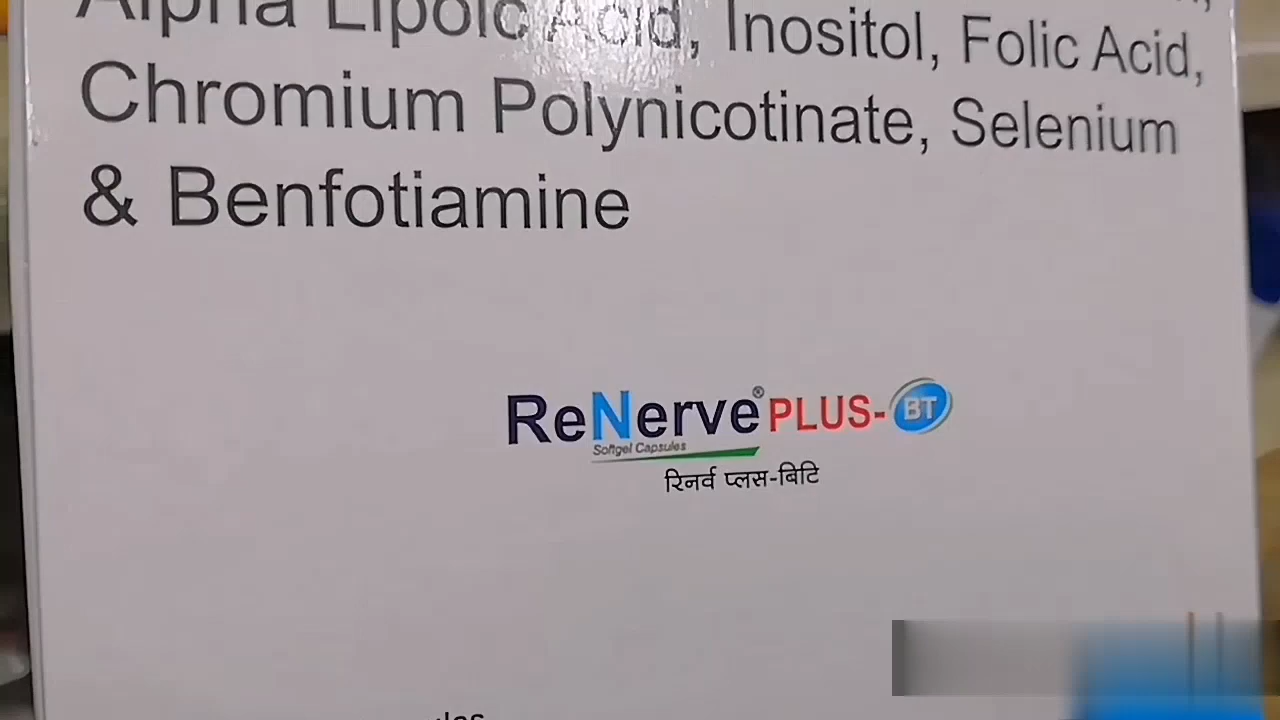 Alpha Lipoic Acid, Inositol, Folic Acid,
Chromium Polynicotinate, Selenium
& Benfotiamine
ReNerve® PLUS-BT
Softgel Capsules
रिनर्व प्लस-बिटि